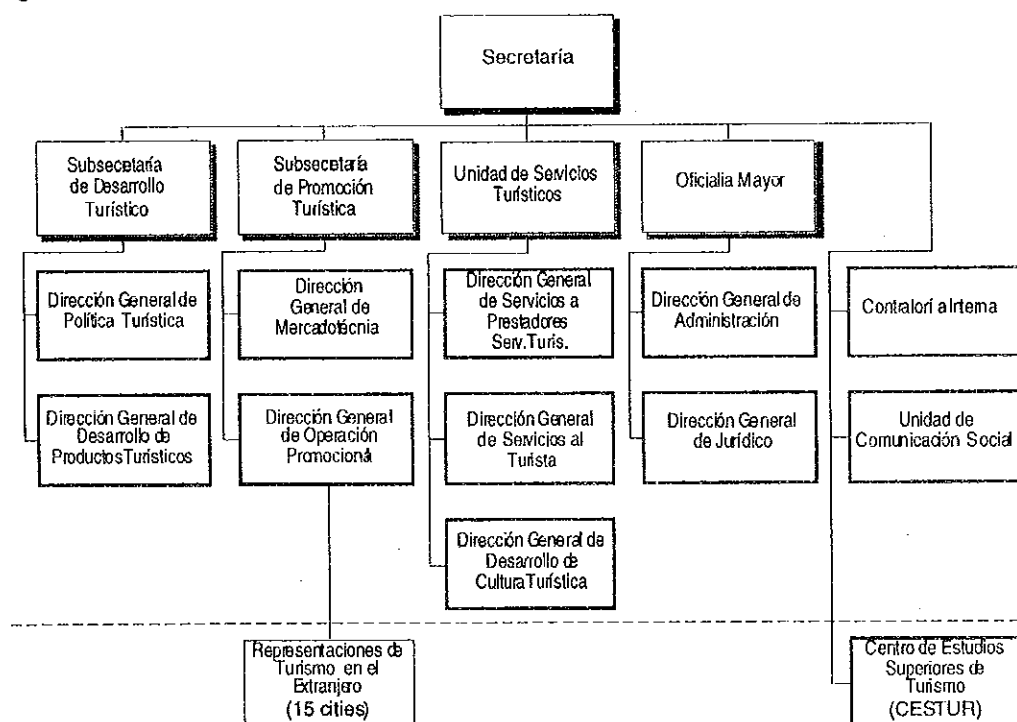 Secretaría
Subsecetaría
de Desarrollo
Turístico
Subsecetaría
de Promoción
Turística
Unidad de Servicios
Turísticos
Oficialia Mayor
Dirección General de
Política Turística
Dirección
General de
Mercadotécnia
Dirección General
de Servicios a
Prestadores
Serv.Turis.
Dirección General de
Administración
Contralorí a Interna
Dirección General de
Desarrollo de
Productos Turísticos
Dirección General
de Operación
Promocional
Dirección General
de Servicios al
Turista
Dirección General
de Jurídico
Unidad de
Comunicación Social
Dirección General de
Desarrollo de
Cultura Turística
Representaciones de
Turismo en el
Extranjero
(15 cities)
Centro de Estudios
Superiores de
Turismo
(CESTUR)